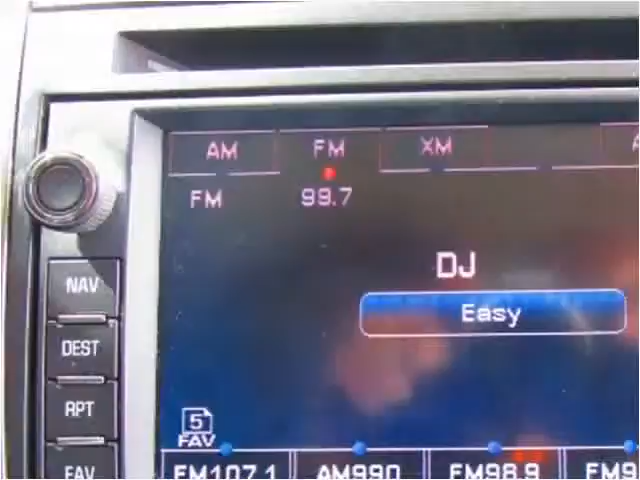 AM FM XM A
FM 99.7
DJ
Easy
NAV
DEST
RPT
FAV
5
FAV
FM107.1 AM990 FM98.9 FM9